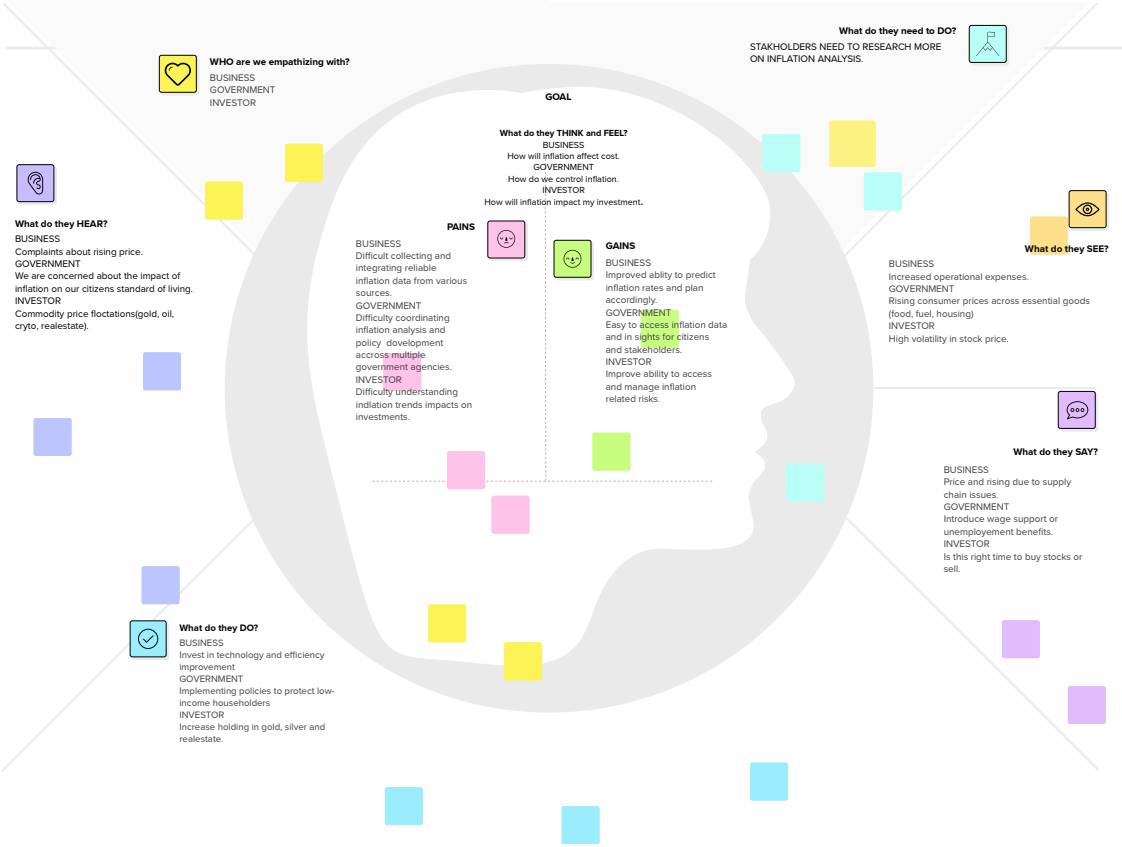 WHO are we empathizing with?
BUSINESS
GOVERNMENT
INVESTOR
What do they need to DO?
STAKHOLDERS NEED TO RESEARCH MORE
ON INFLATION ANALYSIS.
GOAL
What do they THINK and FEEL?
BUSINESS
How will inflation affect cost.
GOVERNMENT
How do we control inflation.
INVESTOR
How will inflation impact my investment.
What do they HEAR?
BUSINESS
Complaints about rising price.
GOVERNMENT
We are concerned about the impact of
inflation on our citizens standard of living.
INVESTOR
Commodity price floctations(gold, oil,
cryto, realestate).
PAINS
BUSINESS
Difficult collecting and
integrating reliable
inflation data from various
sources.
GOVERNMENT
Difficulty coordinating
inflation analysis and
policy dovelopment
accross multiple
government agencies.
INVESTOR
Difficulty understanding
indlation trends impacts on
investments.
GAINS
BUSINESS
Improved ablity to predict
inflation rates and plan
accordingly.
GOVERNMENT
Easy to access inflation data
and in sights for citizens
and stakeholders.
INVESTOR
Improve ability to access
and manage inflation
related risks.
What do they SEE?
BUSINESS
Increased operational expenses.
GOVERNMENT
Rising consumer prices across essential goods
(food, fuel, housing)
INVESTOR
High volatility in stock price.
What do they SAY?
BUSINESS
Price and rising due to supply
chain issues.
GOVERNMENT
Introduce wage support or
unemployement benefits.
INVESTOR
Is this right time to buy stocks or
sell.
What do they DO?
BUSINESS
Invest in technology and efficiency
improvement
GOVERNMENT
Implementing policies to protect low-
income householders
INVESTOR
Increase holding in gold, silver and
realestate.